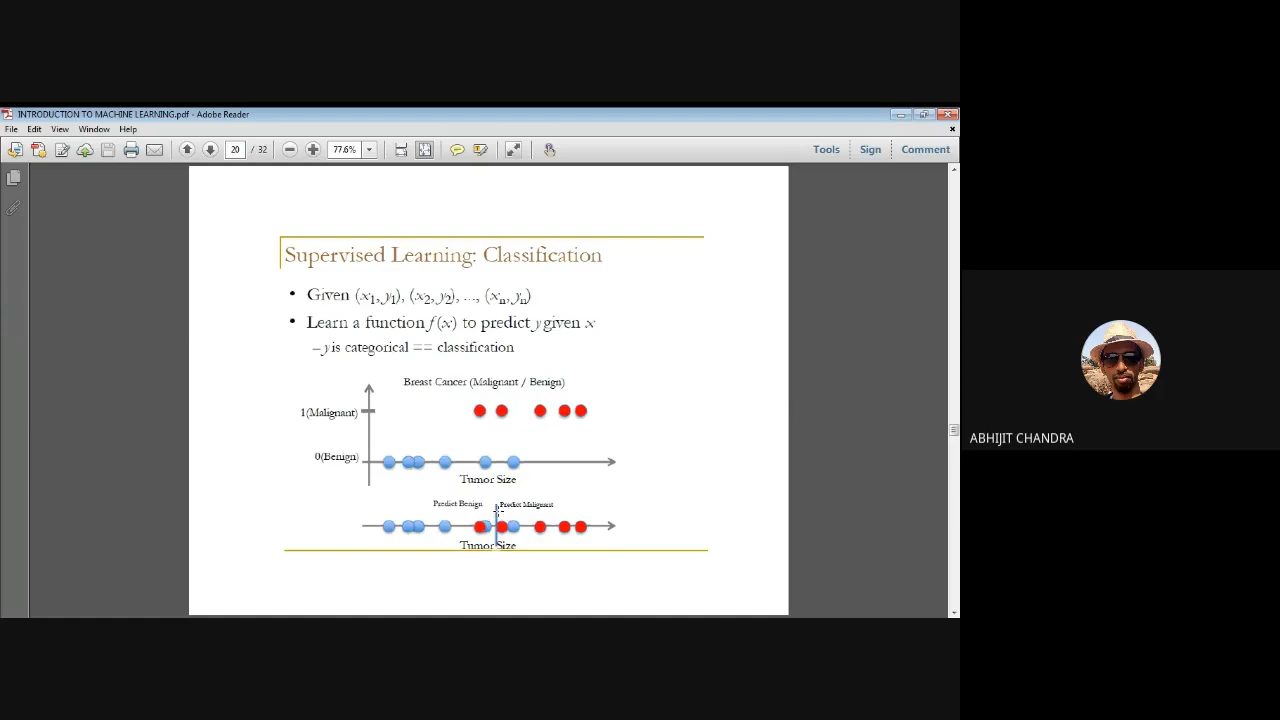 INTRODUCTION TO MACHINE LEARNING.pdf - Adobe Reader
File Edit View Window Help
20 / 32 77.6% Tools Sign Comment
Supervised Learning: Classification
• Given (x1, y1), (x2, y2), ..., (xn, yn)
• Learn a function f (x) to predict y given x
– y is categorical == classification
Breast Cancer (Malignant / Benign)
1(Malignant)
0(Benign)
Tumor Size
Predict Benign Predict Malignant
Tumor Size
ABHIJIT CHANDRA